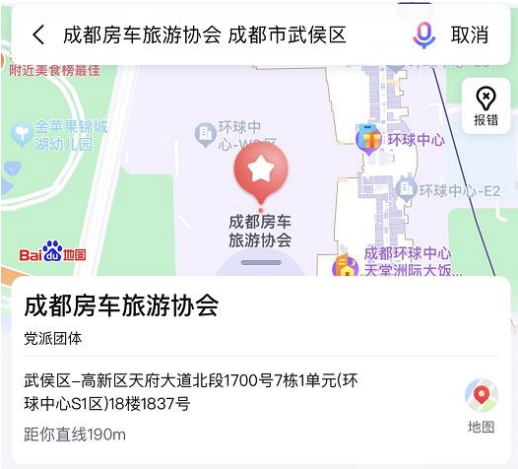 成都房车旅游协会 成都市武侯区
取消
附近美食榜最佳
报错
金苹果锦城
湖幼儿园
环球中
心-W3区
环球中心
环球中心-E2
成都房车
旅游协会
Bai du 地图
成都环球中心
天堂洲际大饭...
成都房车旅游协会
党派团体
武侯区-高新区天府大道北段1700号7栋1单元(环
球中心S1区)18楼1837号
距你直线190m
地图